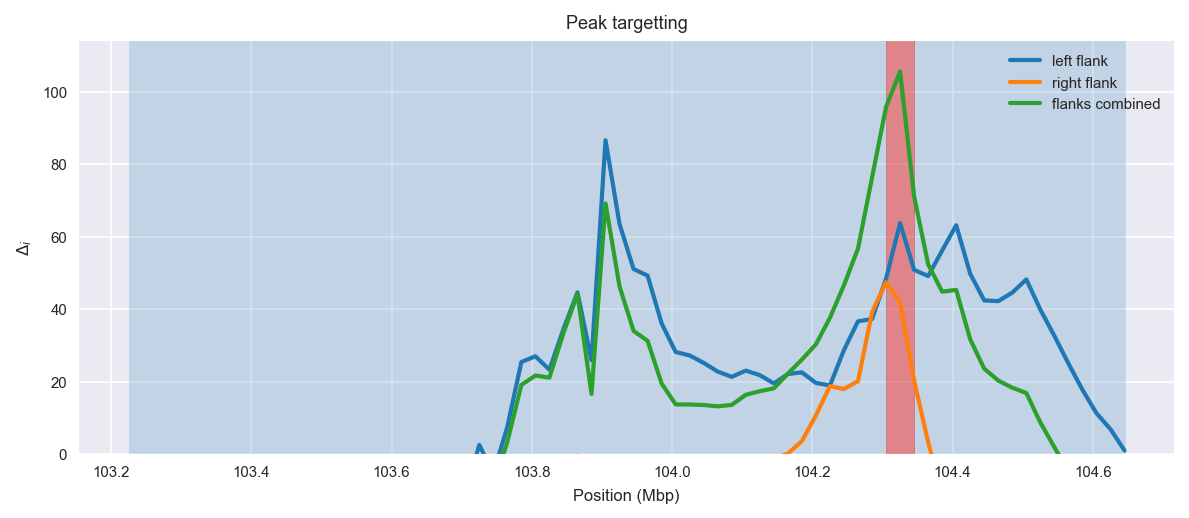 Peak targetting
left flank
right flank
flanks combined
Δi
100
80
60
40
20
0
103.2 103.4 103.6 103.8 104.0 104.2 104.4 104.6
Position (Mbp)